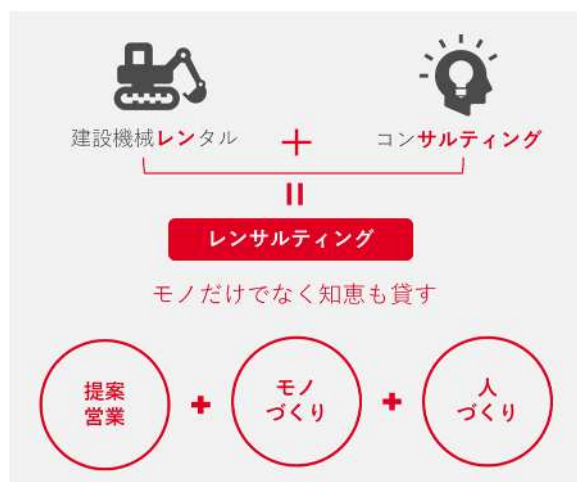 建設機械レンタル + コンサルティング
=
レンサルティング
モノだけでなく知恵も貸す
提案
営業
+
モノ
づくり
+
人
づくり